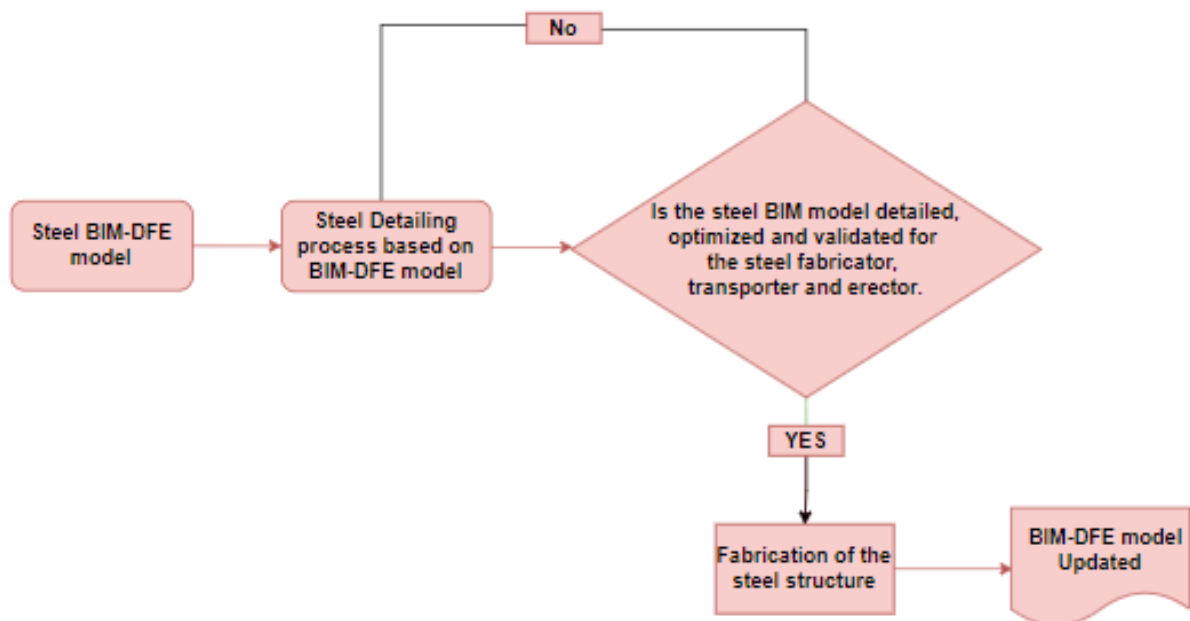 No
Steel BIM-DFE
model
Steel Detailing
process based on
BIM-DFE model
Is the steel BIM model detailed,
optimized and validated for
the steel fabricator,
transporter and erector.
YES
Fabrication of the
steel structure
BIM-DFE model
Updated